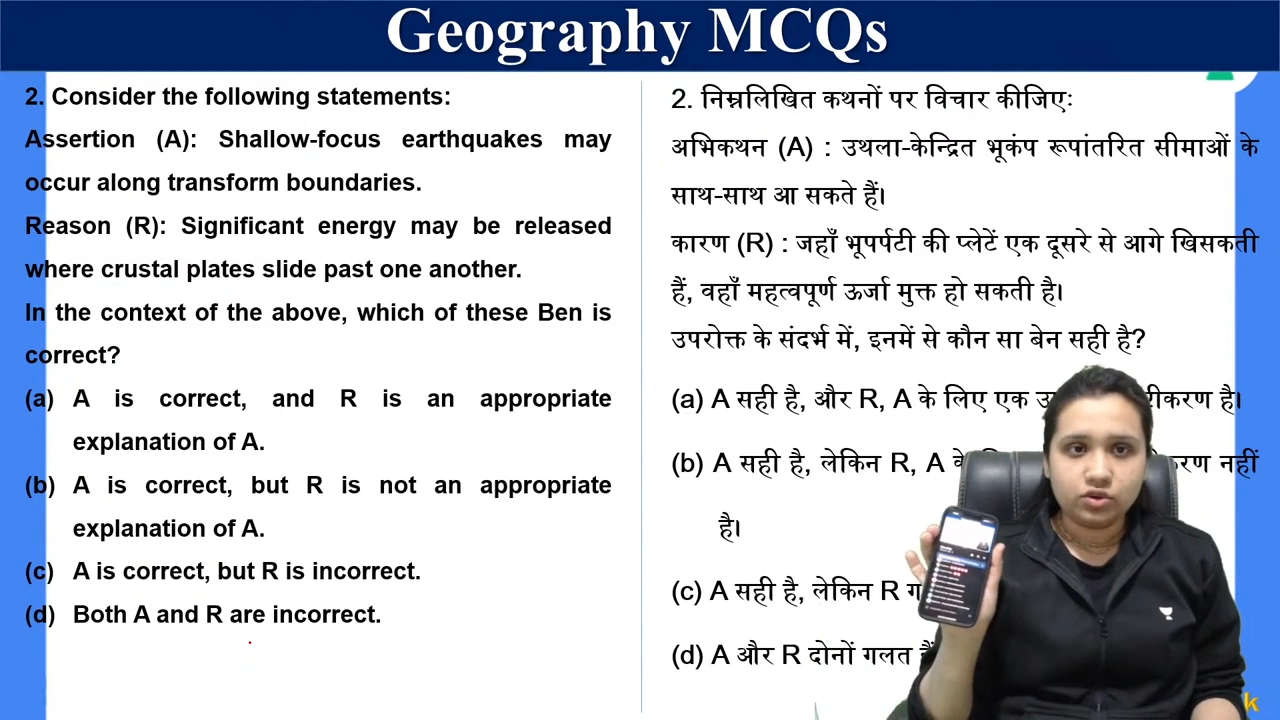 Geography MCQs
2. Consider the following statements:
Assertion (A): Shallow-focus earthquakes may
occur along transform boundaries.
Reason (R): Significant energy may be released
where crustal plates slide past one another.
In the context of the above, which of these Ben is
correct?
(a) A is correct, and R is an appropriate
explanation of A.
(b) A is correct, but R is not an appropriate
explanation of A.
(c) A is correct, but R is incorrect.
(d) Both A and R are incorrect.
2. निम्नलिखित कथनों पर विचार कीजिएः
अभिकथन (A) : उथला-केन्द्रित भूकंप रूपांतरित सीमाओं के
साथ-साथ आ सकते हैं।
कारण (R) : जहाँ भूपर्पटी की प्लेटें एक दूसरे से आगे खिसकती
हैं, वहाँ महत्वपूर्ण ऊर्जा मुक्त हो सकती है।
उपरोक्त के संदर्भ में, इनमें से कौन सा बेन सही है?
(a) A सही है, और R, A के लिए एक है।
(b) A सही है, लेकिन R, A नहीं
है।
(c) A सही है, लेकिन R
(d) A और R दोनों गलत हैं
k